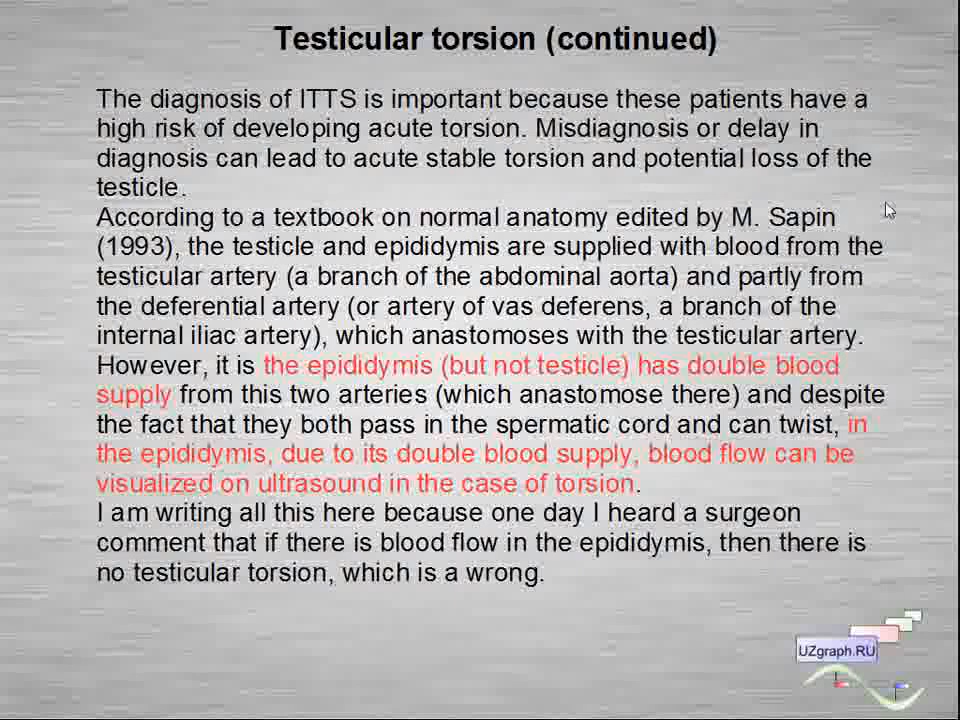 Testicular torsion (continued)
The diagnosis of ITTS is important because these patients have a
high risk of developing acute torsion. Misdiagnosis or delay in
diagnosis can lead to acute stable torsion and potential loss of the
testicle.
According to a textbook on normal anatomy edited by M. Sapin
(1993), the testicle and epididymis are supplied with blood from the
testicular artery (a branch of the abdominal aorta) and partly from
the deferential artery (or artery of vas deferens, a branch of the
internal iliac artery), which anastomoses with the testicular artery.
However, it is the epididymis (but not testicle) has double blood
supply from this two arteries (which anastomose there) and despite
the fact that they both pass in the spermatic cord and can twist, in
the epididymis, due to its double blood supply, blood flow can be
visualized on ultrasound in the case of torsion.
I am writing all this here because one day I heard a surgeon
comment that if there is blood flow in the epididymis, then there is
no testicular torsion, which is a wrong.
UZgraph.RU